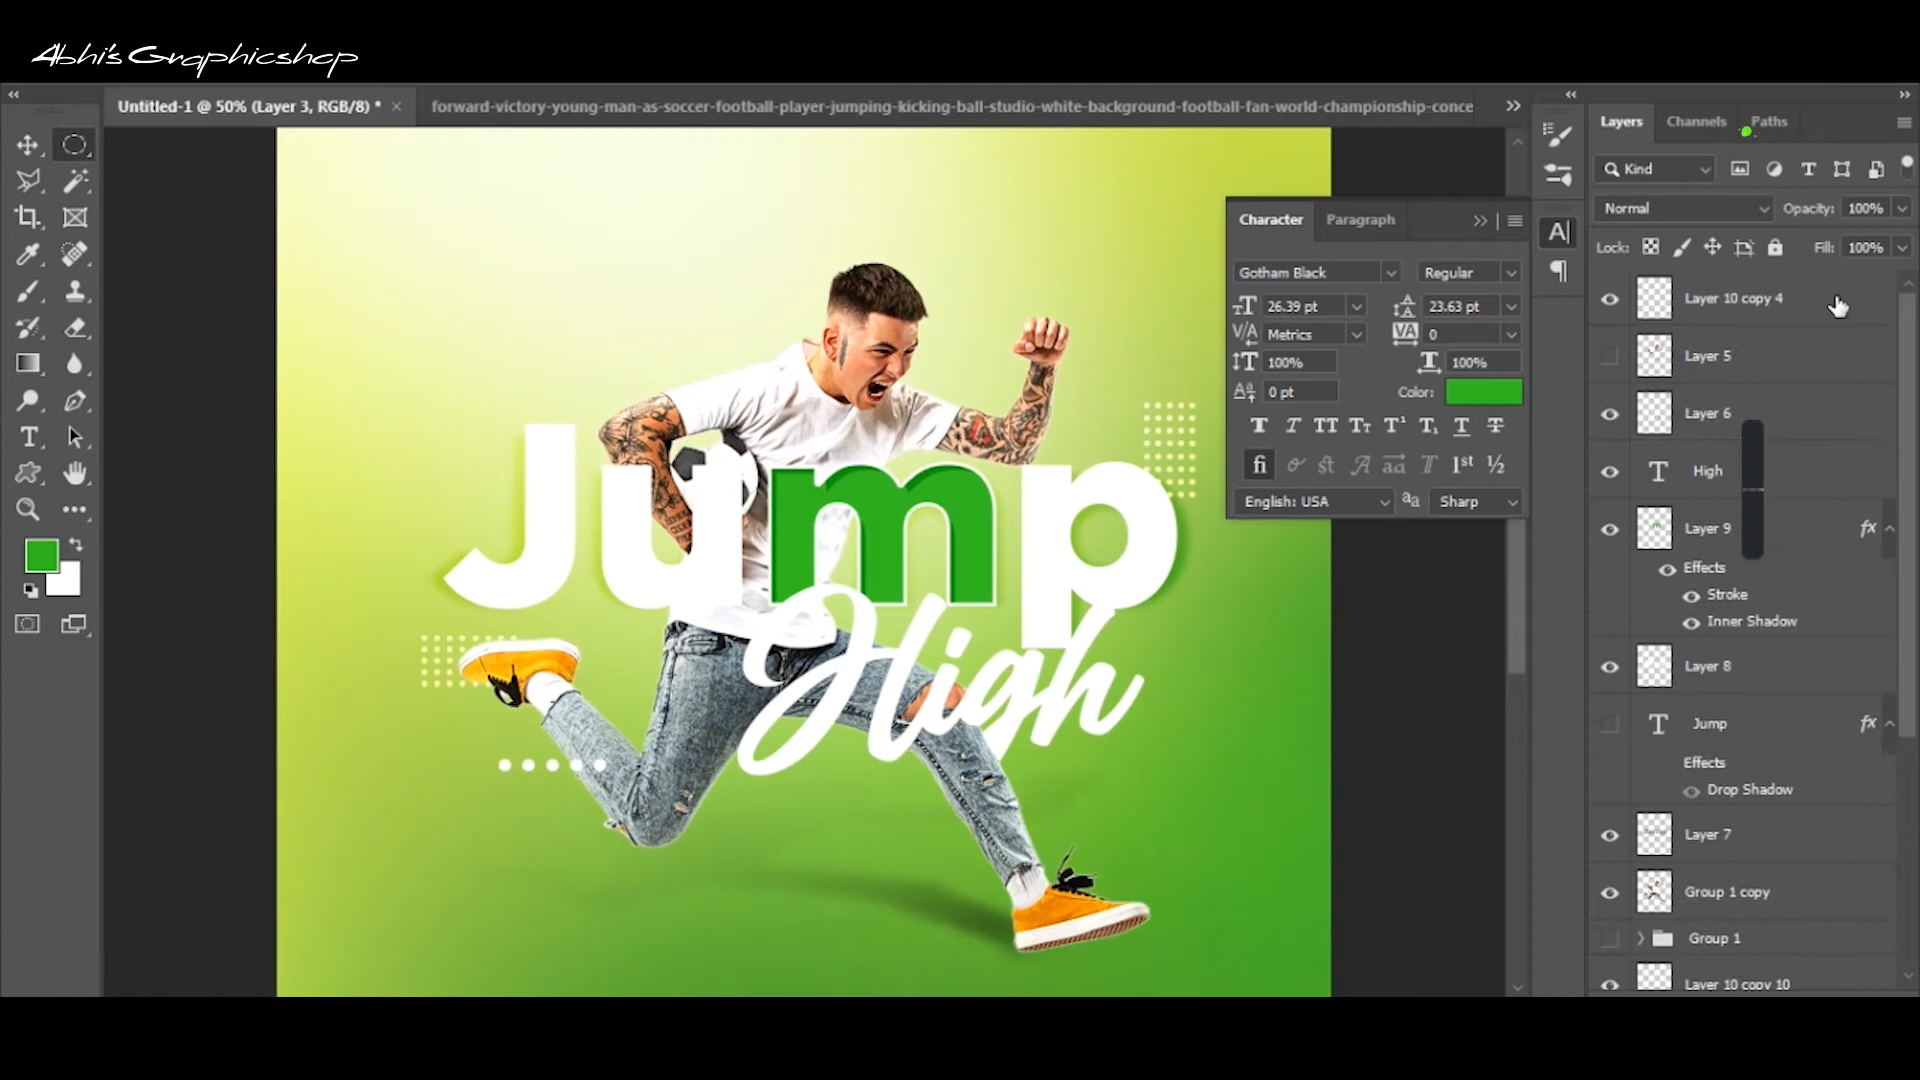 Abhi's Graphicshop
Untitled-1 @ 50% (Layer 3, RGB/8) *
forward-victory-young-man-as-soccer-football-player-jumping-kicking-ball-studio-white-background-football-fan-world-championship-conce
Jump
High
Character
Paragraph
Gotham Black
Regular
26.39 pt
23.63 pt
Metrics
0
100%
100%
0 pt
Color:
English: USA
Sharp
Layers
Channels
Paths
Kind
Normal
Opacity: 100%
Lock:
Fill: 100%
Layer 10 copy 4
Layer 5
Layer 6
High
Layer 9
fx
Effects
Stroke
Inner Shadow
Layer 8
Jump
fx
Effects
Drop Shadow
Layer 7
Group 1 copy
Group 1
Layer 10 copy 10